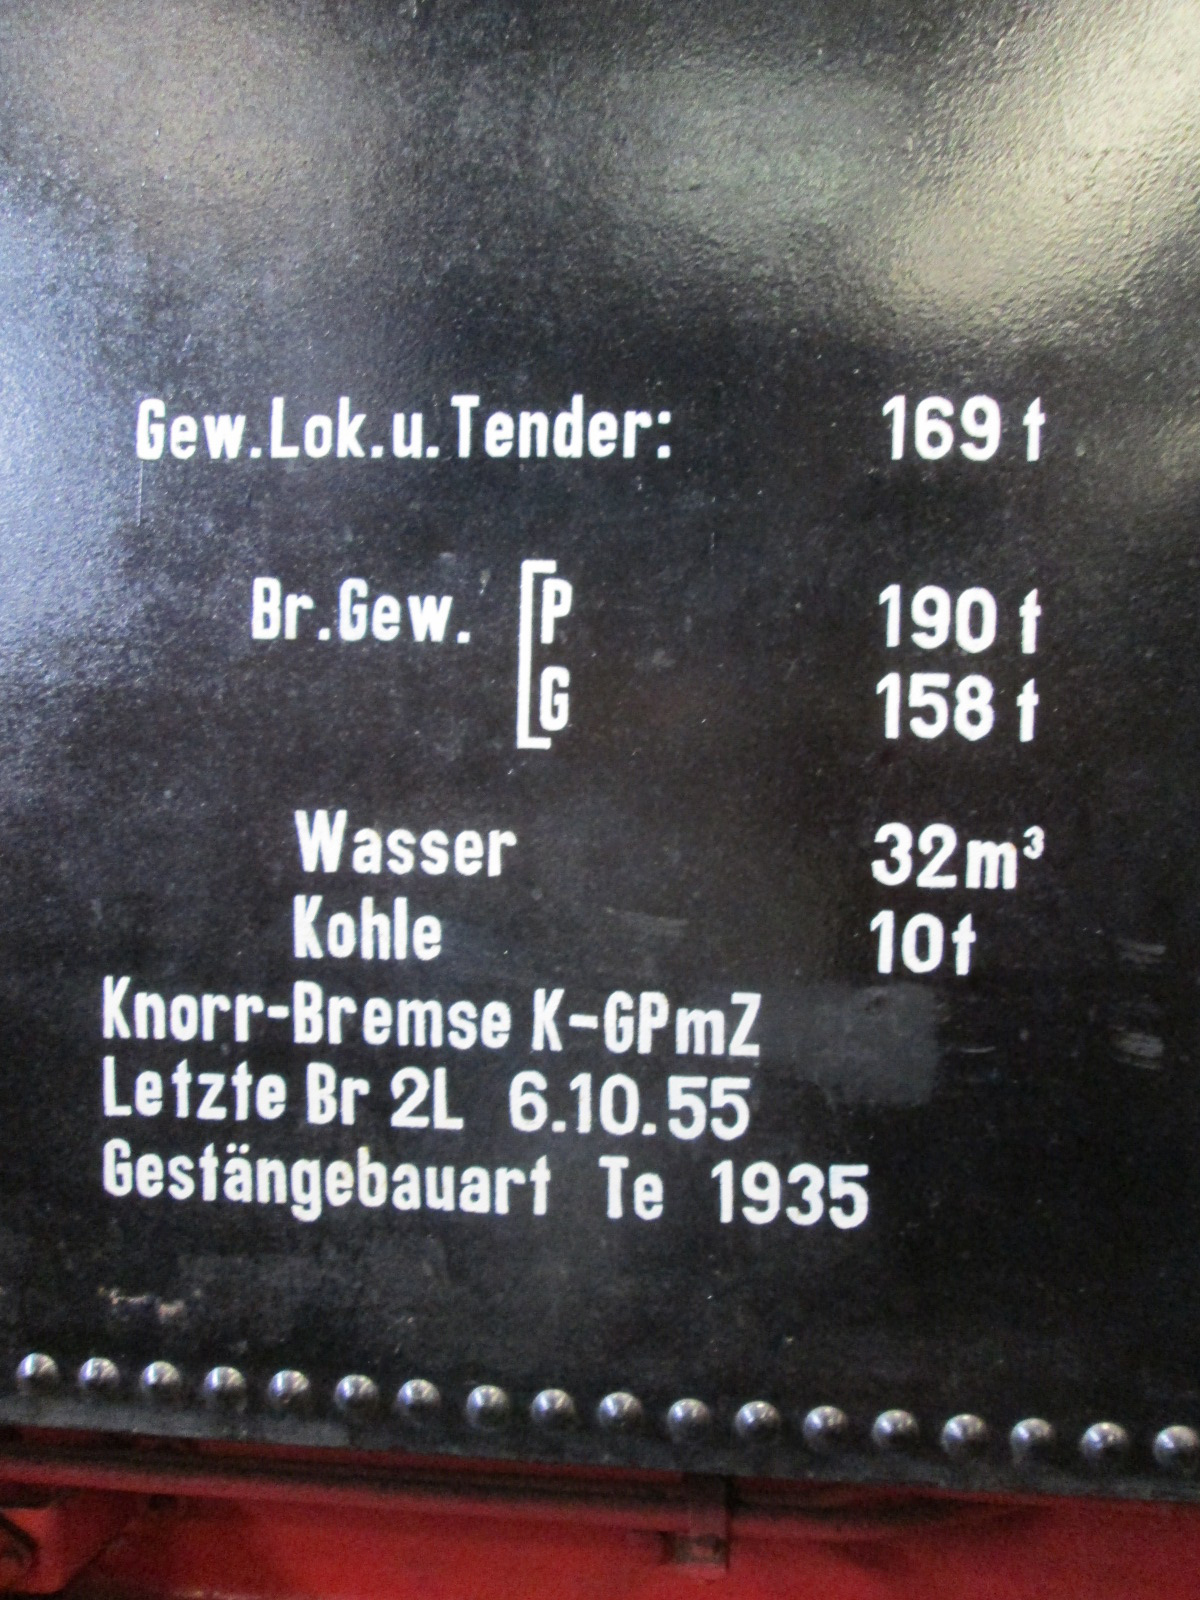 Gew.Lok.u.Tender: 169 t
Br.Gew. [P 190 t
G 158 t
Wasser 32m³
Kohle 10t
Knorr-Bremse K-GPmZ
Letzte Br 2L 6.10.55
Gestängebauart Te 1935